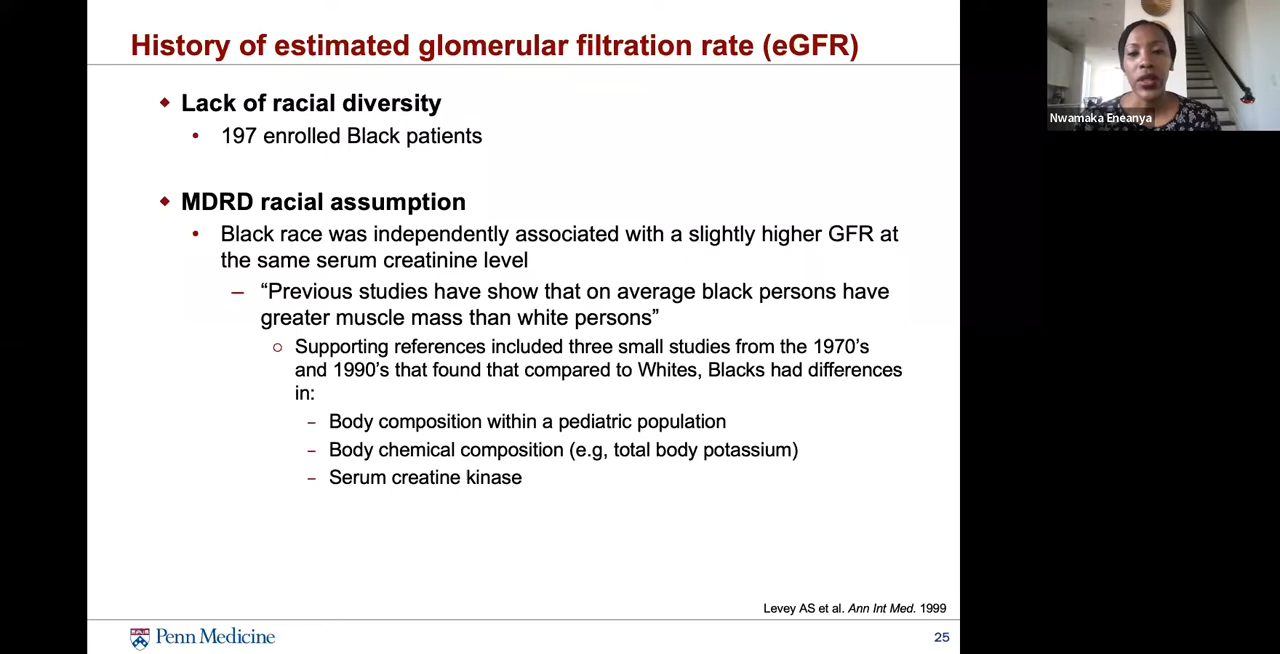 History of estimated glomerular filtration rate (eGFR)
Nwamaka Eneanya
◆ Lack of racial diversity
• 197 enrolled Black patients
◆ MDRD racial assumption
• Black race was independently associated with a slightly higher GFR at
the same serum creatinine level
– “Previous studies have show that on average black persons have
greater muscle mass than white persons”
○ Supporting references included three small studies from the 1970’s
and 1990’s that found that compared to Whites, Blacks had differences
in:
– Body composition within a pediatric population
– Body chemical composition (e.g, total body potassium)
– Serum creatine kinase
Levey AS et al. Ann Int Med. 1999
Penn Medicine
25